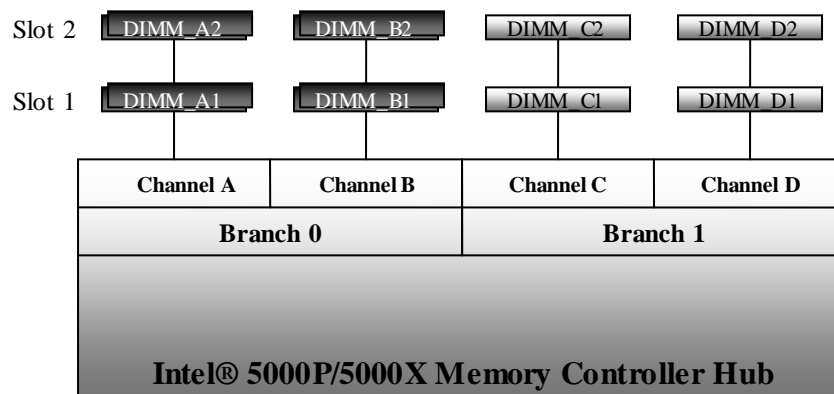 Slot 2 DIMM_A2 DIMM_B2 DIMM_C2 DIMM_D2
Slot 1 DIMM_A1 DIMM_B1 DIMM_C1 DIMM_D1
Channel A Channel B Channel C Channel D
Branch 0 Branch 1
Intel® 5000P/5000X Memory Controller Hub